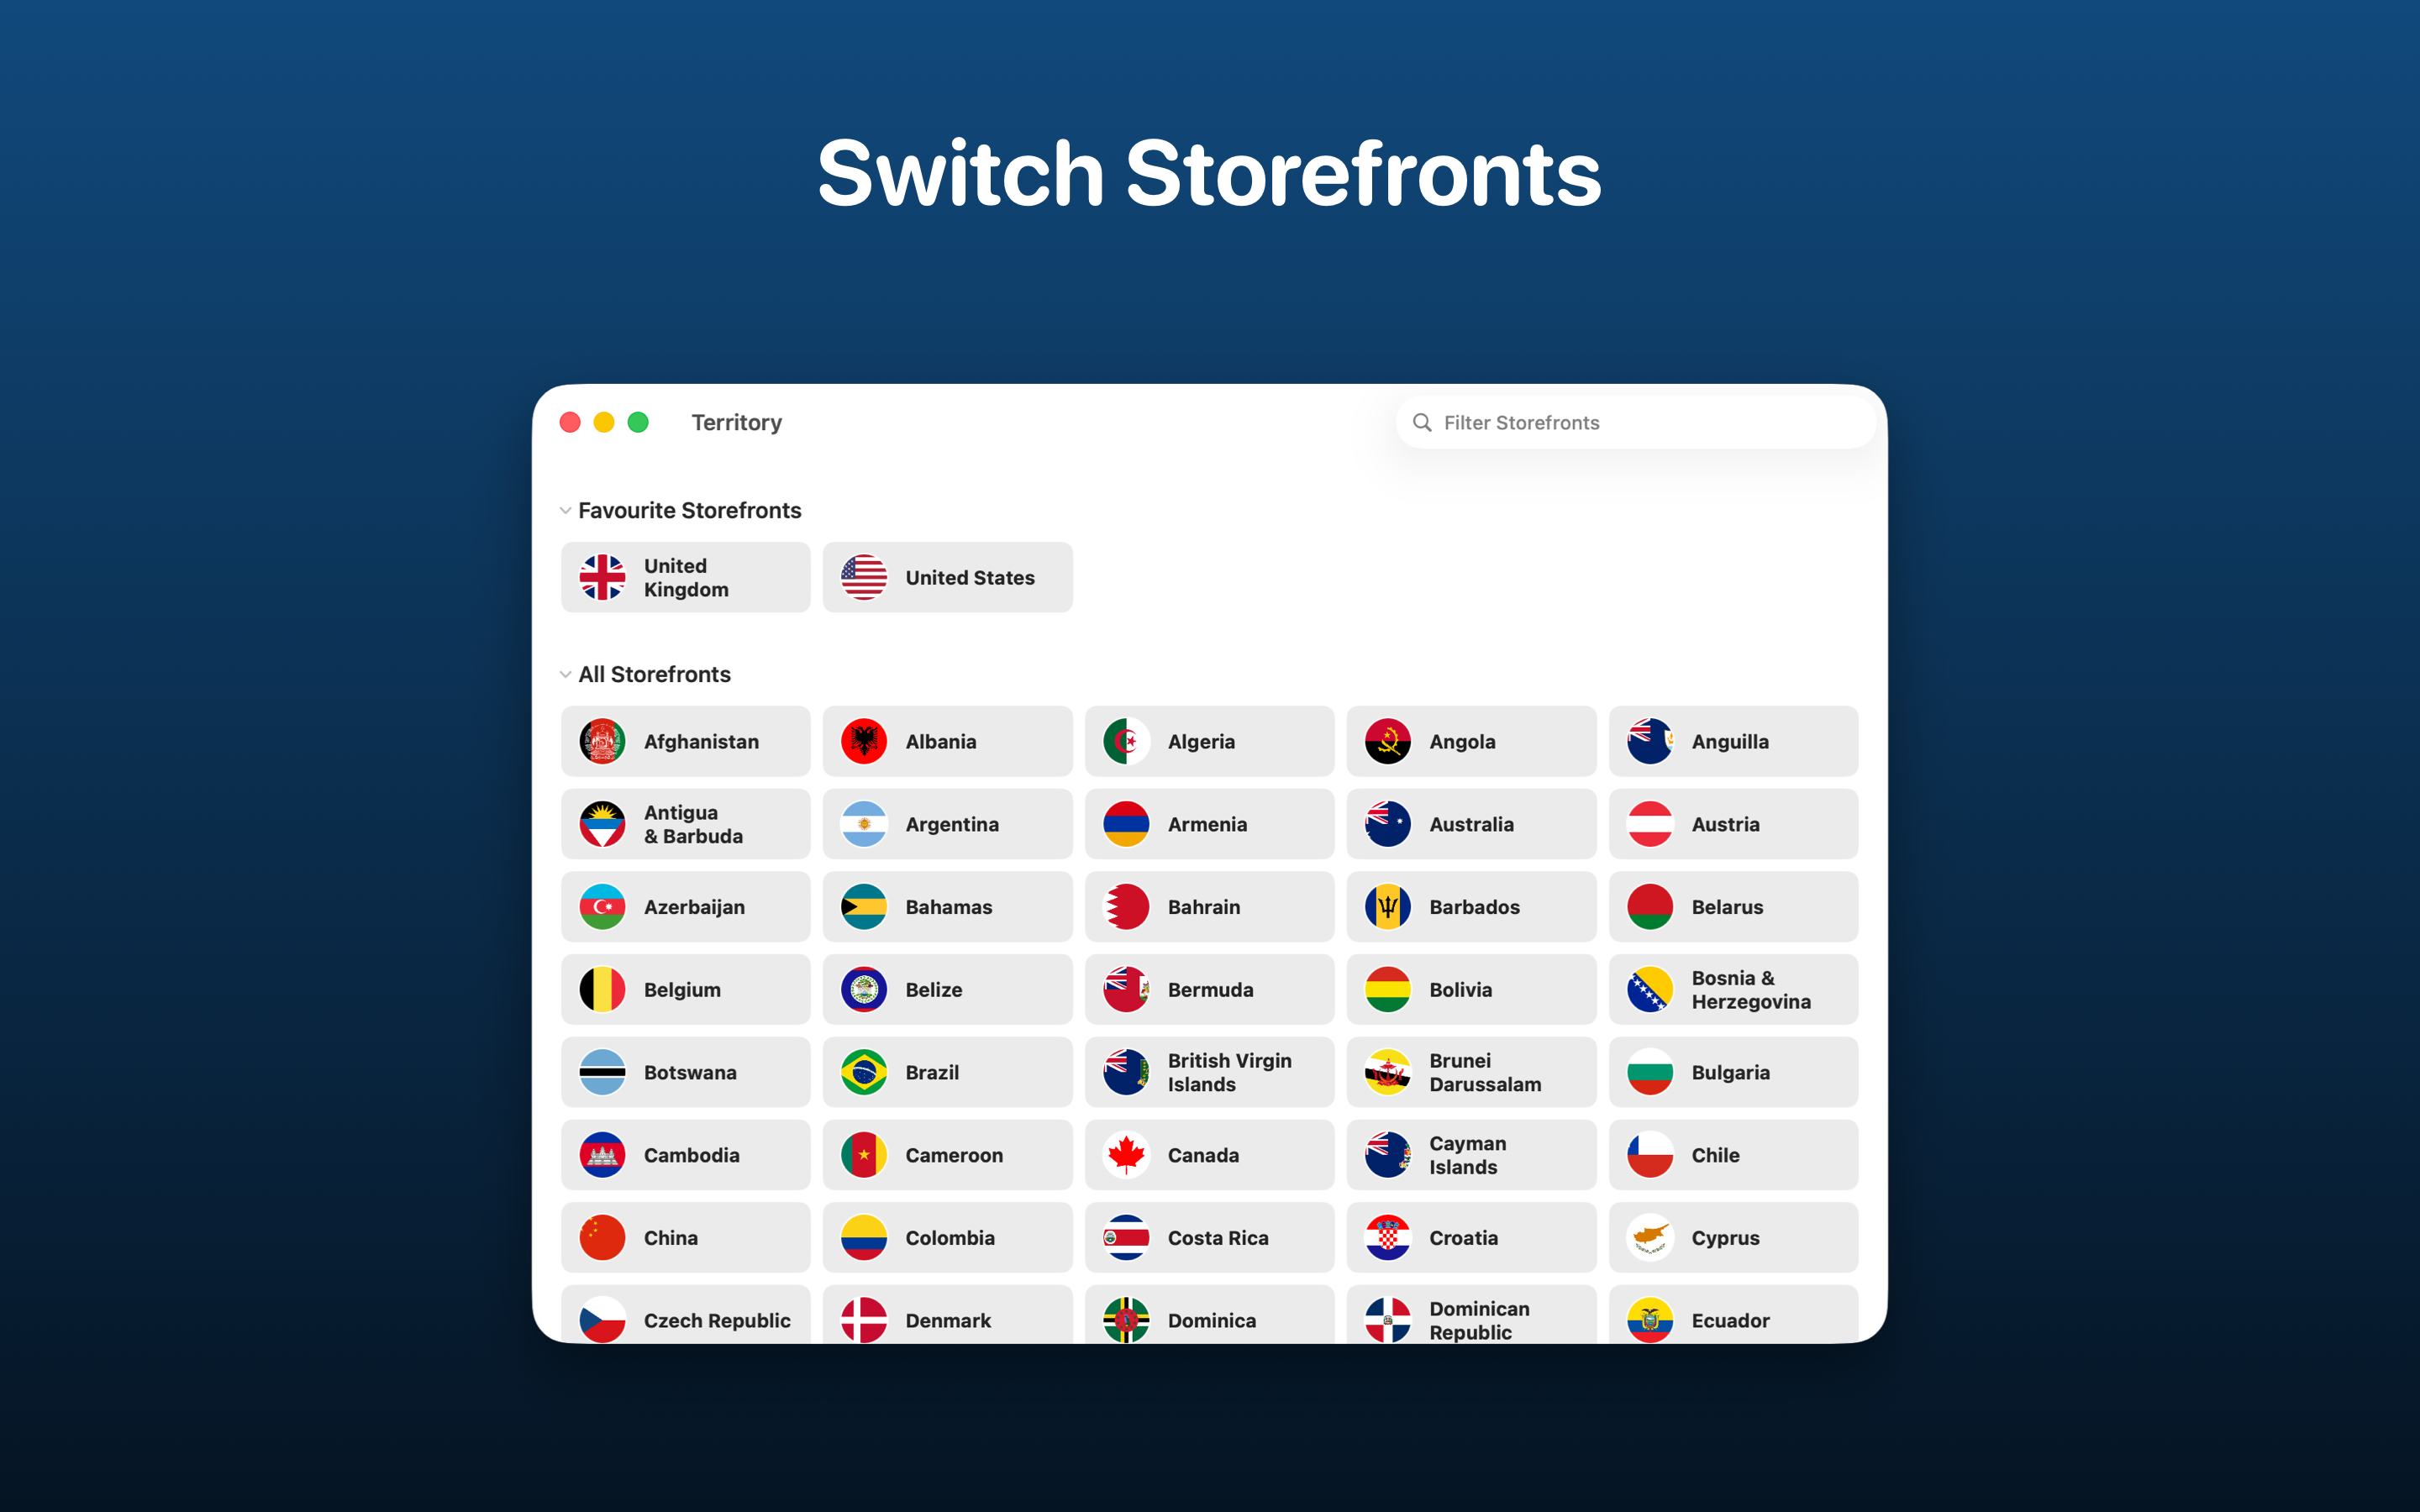 Switch Storefronts
Territory
Filter Storefronts
Favourite Storefronts
United
Kingdom
United States
All Storefronts
Afghanistan
Albania
Algeria
Angola
Anguilla
Antigua
& Barbuda
Argentina
Armenia
Australia
Austria
Azerbaijan
Bahamas
Bahrain
Barbados
Belarus
Belgium
Belize
Bermuda
Bolivia
Bosnia &
Herzegovina
Botswana
Brazil
British Virgin
Islands
Brunei
Darussalam
Bulgaria
Cambodia
Cameroon
Canada
Cayman
Islands
Chile
China
Colombia
Costa Rica
Croatia
Cyprus
Czech Republic
Denmark
Dominica
Dominican
Republic
Ecuador